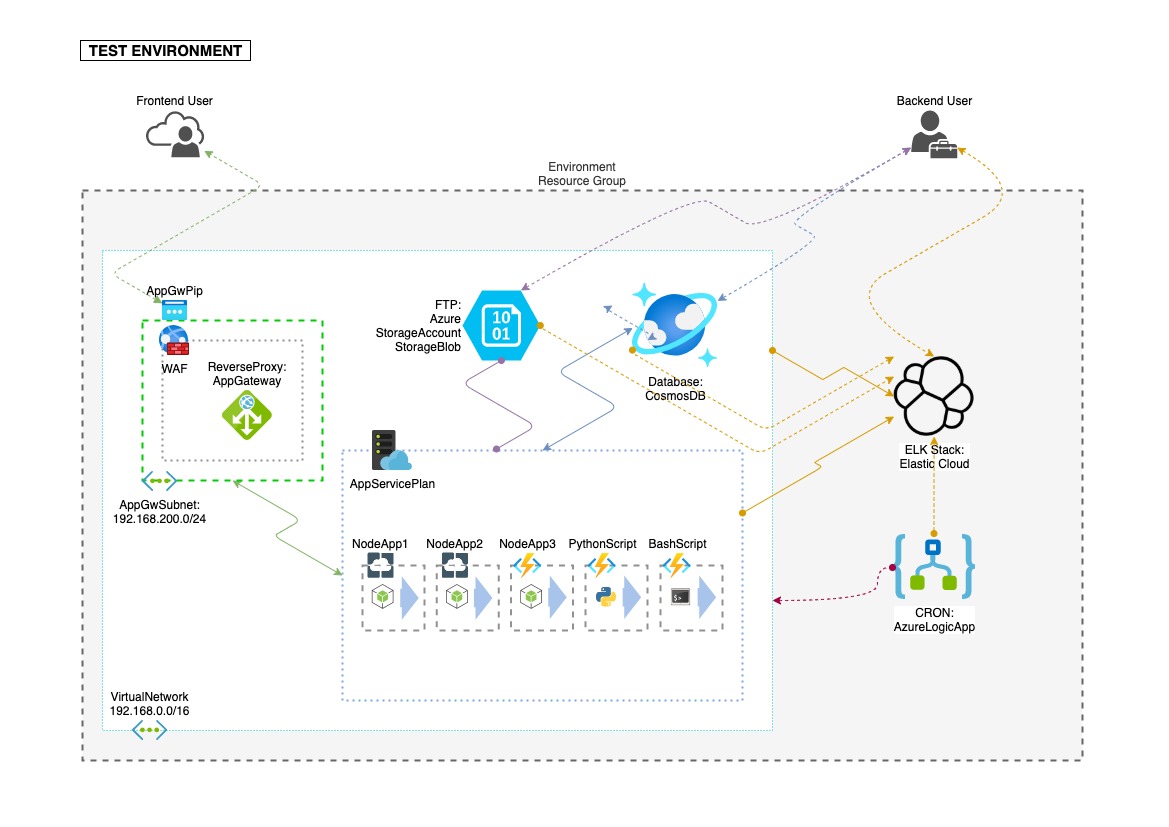 TEST ENVIRONMENT
Frontend User
Backend User
Environment
Resource Group
AppGwPip
WAF
ReverseProxy:
AppGateway
FTP:
Azure
StorageAccount
StorageBlob
10
01
Database:
CosmosDB
ELK Stack:
Elastic Cloud
AppServicePlan
AppGwSubnet:
192.168.200.0/24
NodeApp1
NodeApp2
NodeApp3
PythonScript
BashScript
$>
CRON:
AzureLogicApp
VirtualNetwork
192.168.0.0/16